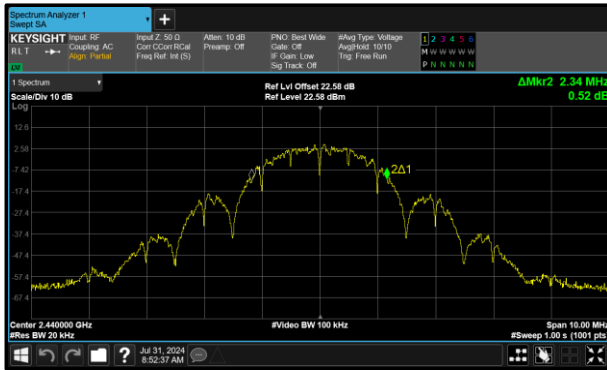 Spectrum Analyzer 1
Swept SA
KEYSIGHT
RLT
Input: RF
Coupling: AC
Align: Partial
Input Z: 50 Ω
Corr CCorr RCal
Freq Ref: Int (S)
Atten: 10 dB
Preamp: Off
PNO: Best Wide
Gate: Off
IF Gain: Low
Sig Track: Off
#Avg Type: Voltage
Avg|Hold: 10/10
Trig: Free Run
1 2 3 4 5 6
M W W W W W
P N N N N N
1 Spectrum
Scale/Div 10 dB
Ref Lvl Offset 22.58 dB
Ref Level 22.58 dBm
ΔMkr2 2.34 MHz
0.52 dB
Log
12.6
2.58
-7.42
-17.4
-27.4
-37.4
-47.4
-57.4
-67.4
2Δ1
Center 2.440000 GHz
#Res BW 20 kHz
#Video BW 100 kHz
Span 10.00 MHz
#Sweep 1.00 s (1001 pts)
?
Jul 31, 2024
8:52:37 AM